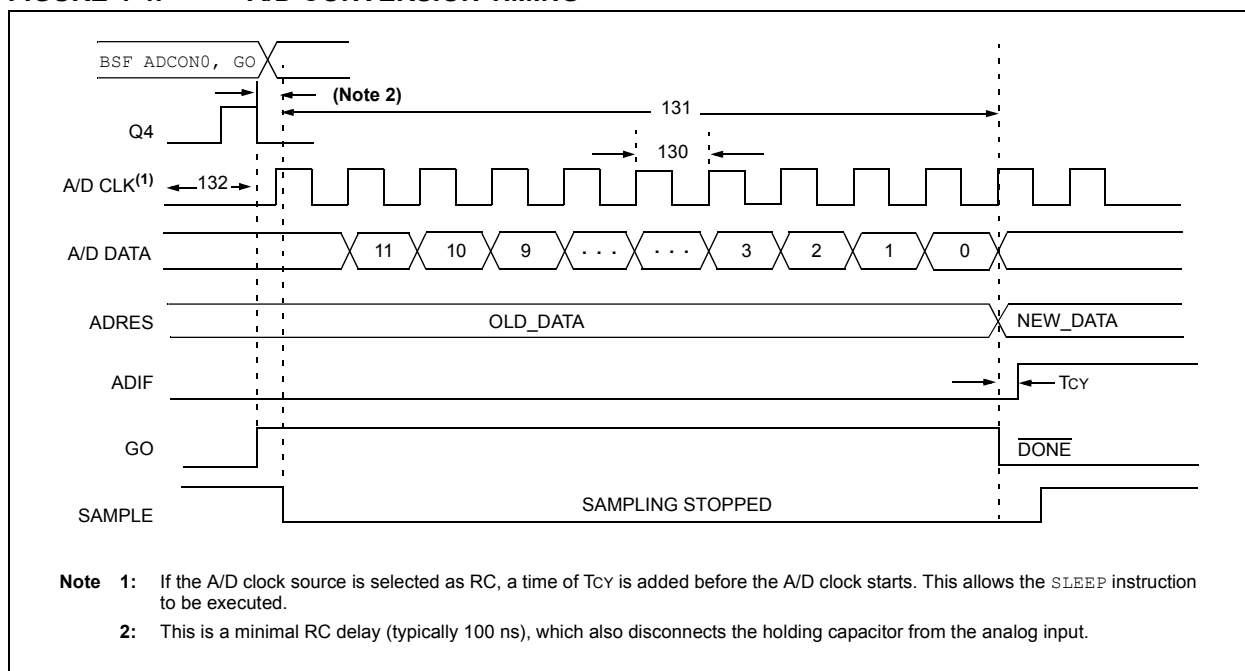 BSF ADCON0, GO
(Note 2)
131
Q4
130
A/D CLK(1)
132
A/D DATA
11 10 9 . . . . . . 3 2 1 0
ADRES
OLD_DATA
NEW_DATA
ADIF
TCY
GO
DONE
SAMPLE
SAMPLING STOPPED
Note 1: If the A/D clock source is selected as RC, a time of TCY is added before the A/D clock starts. This allows the SLEEP instruction
to be executed.
2: This is a minimal RC delay (typically 100 ns), which also disconnects the holding capacitor from the analog input.